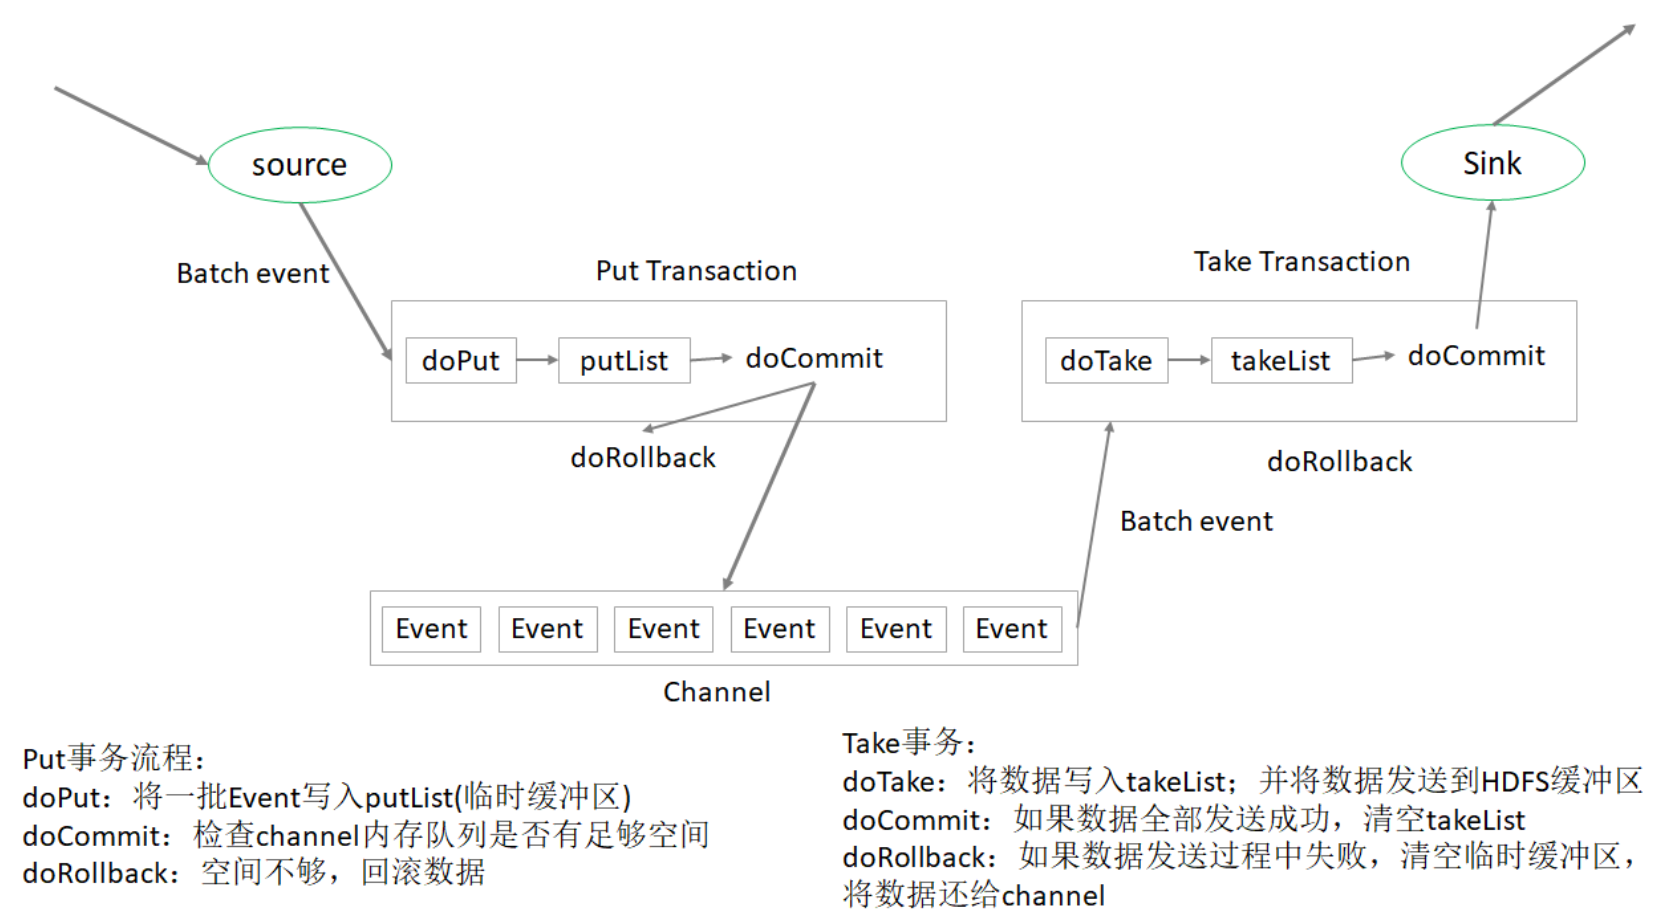 source
Sink
Batch event
Put Transaction
Take Transaction
doPut
putList
doCommit
doTake
takeList
doCommit
doRollback
doRollback
Batch event
Event
Event
Event
Event
Event
Event
Channel
Put事务流程：
doPut：将一批Event写入putList(临时缓冲区)
doCommit：检查channel内存队列是否有足够空间
doRollback：空间不够，回滚数据
Take事务：
doTake：将数据写入takeList；并将数据发送到HDFS缓冲区
doCommit：如果数据全部发送成功，清空takeList
doRollback：如果数据发送过程中失败，清空临时缓冲区，
将数据还给channel